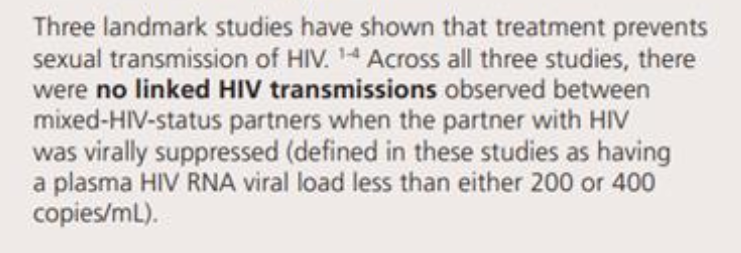 Three landmark studies have shown that treatment prevents
sexual transmission of HIV. 1-4 Across all three studies, there
were no linked HIV transmissions observed between
mixed-HIV-status partners when the partner with HIV
was virally suppressed (defined in these studies as having
a plasma HIV RNA viral load less than either 200 or 400
copies/mL).